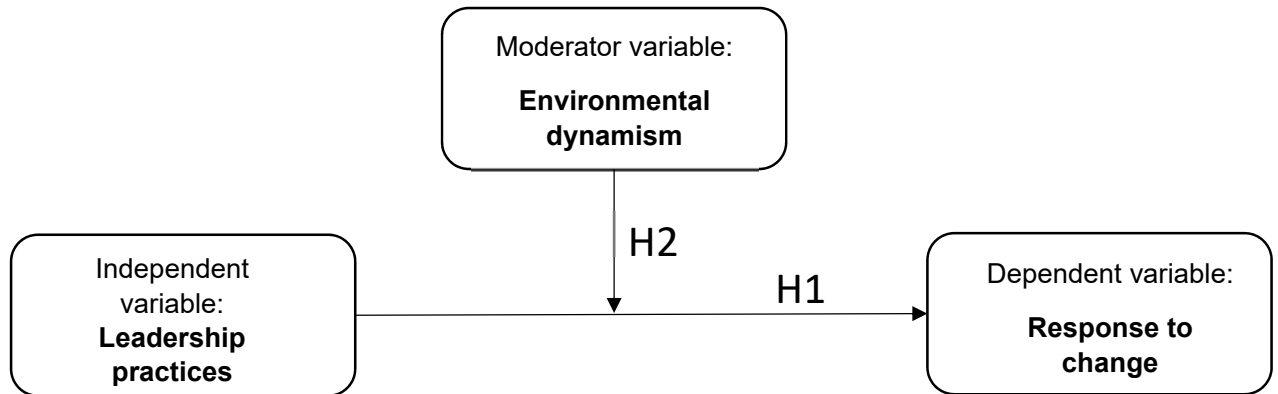 Moderator variable:
Environmental
dynamism
H2
Independent
variable:
Leadership
practices
H1
Dependent variable:
Response to
change